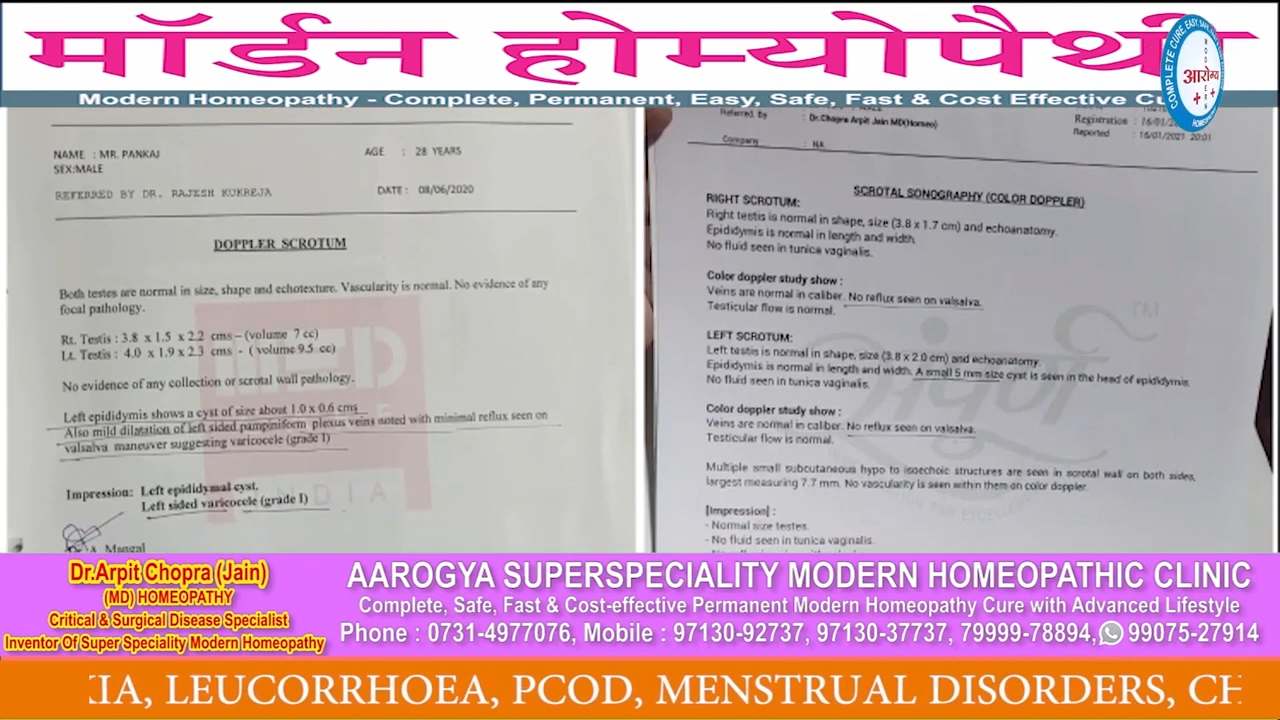 मॉर्डन होम्योपैथी
COMPLETE CURE, EASY, SAFE,
MODERN
आरोग्य
Modern Homeopathy - Complete, Permanent, Easy, Safe, Fast & Cost Effective Cu
NAME : MR. PANKAJ AGE : 28 YEARS
SEX:MALE
REFERRED BY DR. RAJESH KUKREJA DATE: 08/06/2020
DOPPLER SCROTUM
Both testes are normal in size, shape and echotexture. Vascularity is normal. No evidence of any
focal pathology.
Rt. Testis : 3.8 x 1.5 x 2.2 cms – (volume 7 cc)
Lt. Testis : 4.0 x 1.9 x 2.3 cms - ( volume 9.5 cc)
No evidence of any collection or scrotal wall pathology.
Left epididymis shows a cyst of size about 1.0 x 0.6 cms
Also mild dilatation of left sided pampiniform plexus veins noted with minimal reflux seen on
valsalva maneuver suggesting varicocele (grade I)
Impression: Left epididymal cyst,
Left sided varicocele (grade I)
INDIA
A. Mangal
Referred By : Dr.Chopra Arpit Jain MD(Homeo)
Registration : 16/01/
Company : NA
Reported : 16/01/2021 20:01
SCROTAL SONOGRAPHY (COLOR DOPPLER)
RIGHT SCROTUM:
Right testis is normal in shape, size (3.8 x 1.7 cm) and echoanatomy.
Epididymis is normal in length and width.
No fluid seen in tunica vaginalis.
Color doppler study show :
Veins are normal in caliber. No reflux seen on valsalva.
Testicular flow is normal.
LEFT SCROTUM:
Left testis is normal in shape, size (3.8 x 2.0 cm) and echoanatomy.
Epididymis is normal in length and width. A small 5 mm size cyst is seen in the head of epididymis.
No fluid seen in tunica vaginalis.
Color doppler study show :
Veins are normal in caliber. No reflux seen on valsalva.
Testicular flow is normal.
Multiple small subcutaneous hypo to isoechoic structures are seen in scrotal wall on both sides,
largest measuring 7.7 mm. No vascularity is seen within them on color doppler.
[Impression] :
- Normal size testes.
- No fluid seen in tunica vaginalis.
संपूर्ण TM
Dr.Arpit Chopra (Jain)
(MD) HOMEOPATHY
Critical & Surgical Disease Specialist
Inventor Of Super Speciality Modern Homeopathy
AAROGYA SUPERSPECIALITY MODERN HOMEOPATHIC CLINIC
Complete, Safe, Fast & Cost-effective Permanent Modern Homeopathy Cure with Advanced Lifestyle
Phone : 0731-4977076, Mobile : 97130-92737, 97130-37737, 79999-78894, 99075-27914
IA, LEUCORRHOEA, PCOD, MENSTRUAL DISORDERS, CH